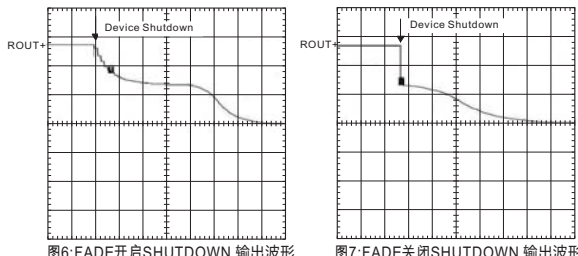 Device Shutdown
ROUT+
Device Shutdown
ROUT+
图6:FADE开启SHUTDOWN 输出波形
图7:FADE关闭SHUTDOWN 输出波形